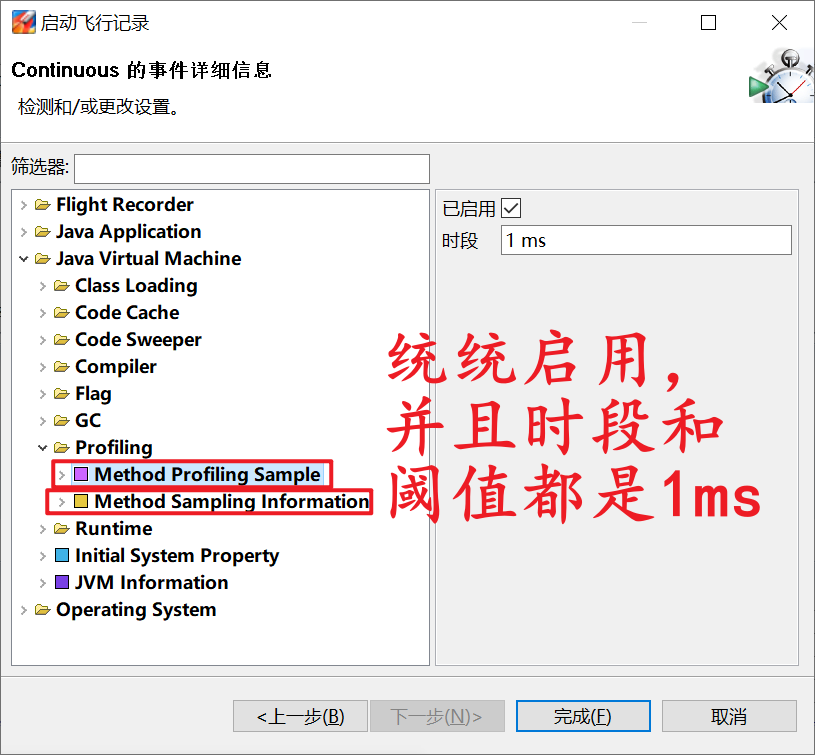 启动飞行记录
Continuous 的事件详细信息
检测和/或更改设置。
筛选器:
Flight Recorder
Java Application
Java Virtual Machine
Class Loading
Code Cache
Code Sweeper
Compiler
Flag
GC
Profiling
Method Profiling Sample
Method Sampling Information
Runtime
Initial System Property
JVM Information
Operating System
已启用
时段 1 ms
统统启用，
并且时段和
阈值都是1ms
<上一步(B)
下一步(N)>
完成(F)
取消